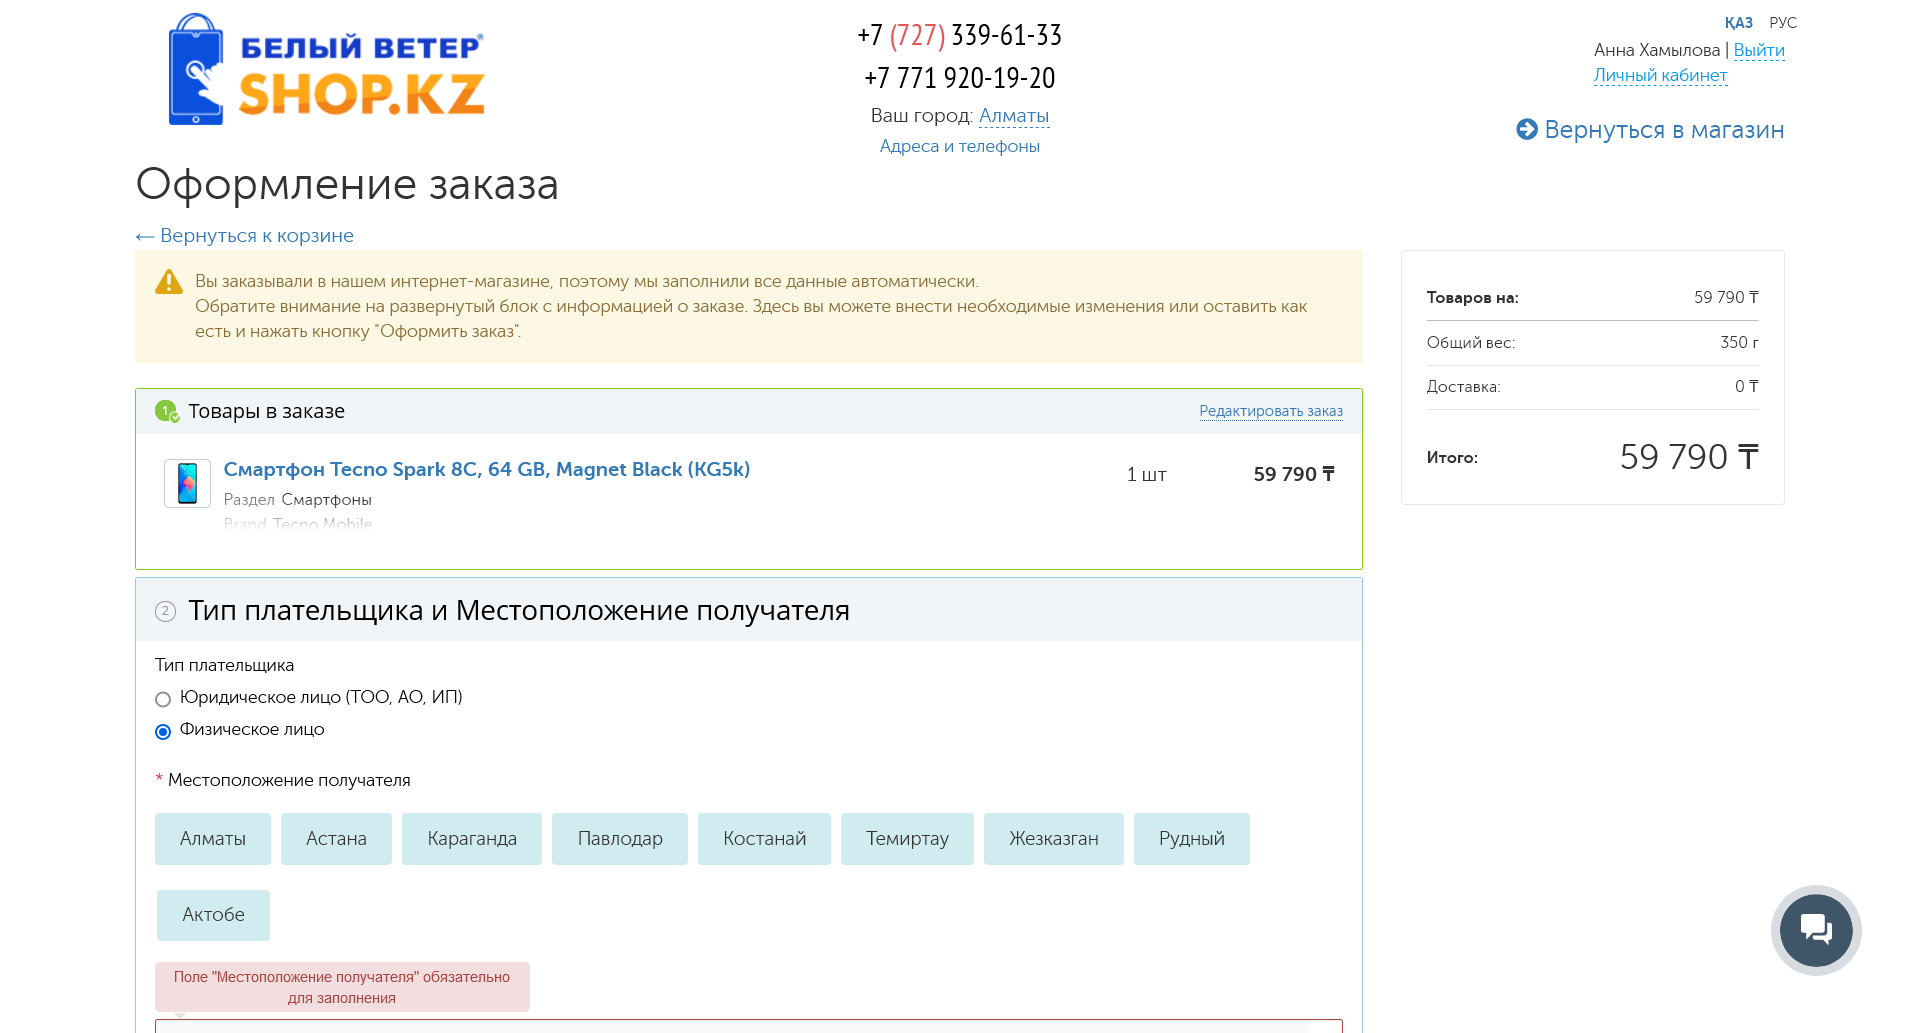 БЕЛЫЙ ВЕТЕР®
SHOP.KZ
+7 (727) 339-61-33
+7 771 920-19-20
Ваш город: Алматы
Адреса и телефоны
ҚАЗ РУС
Анна Хамылова | Выйти
Личный кабинет
Вернуться в магазин
Оформление заказа
← Вернуться к корзине
Вы заказывали в нашем интернет-магазине, поэтому мы заполнили все данные автоматически.
Обратите внимание на развернутый блок с информацией о заказе. Здесь вы можете внести необходимые изменения или оставить как
есть и нажать кнопку "Оформить заказ".
Товаров на: 59 790 ₸
Общий вес: 350 г
Доставка: 0 ₸
Итого: 59 790 ₸
1 Товары в заказе
Редактировать заказ
Смартфон Tecno Spark 8C, 64 GB, Magnet Black (KG5k)
1 шт
59 790 ₸
Раздел Смартфоны
Brand Tecno Mobile
2 Тип плательщика и Местоположение получателя
Тип плательщика
Юридическое лицо (ТОО, АО, ИП)
Физическое лицо
* Местоположение получателя
Алматы Астана Караганда Павлодар Костанай Темиртау Жезказган Рудный
Актобе
Поле "Местоположение получателя" обязательно
для заполнения